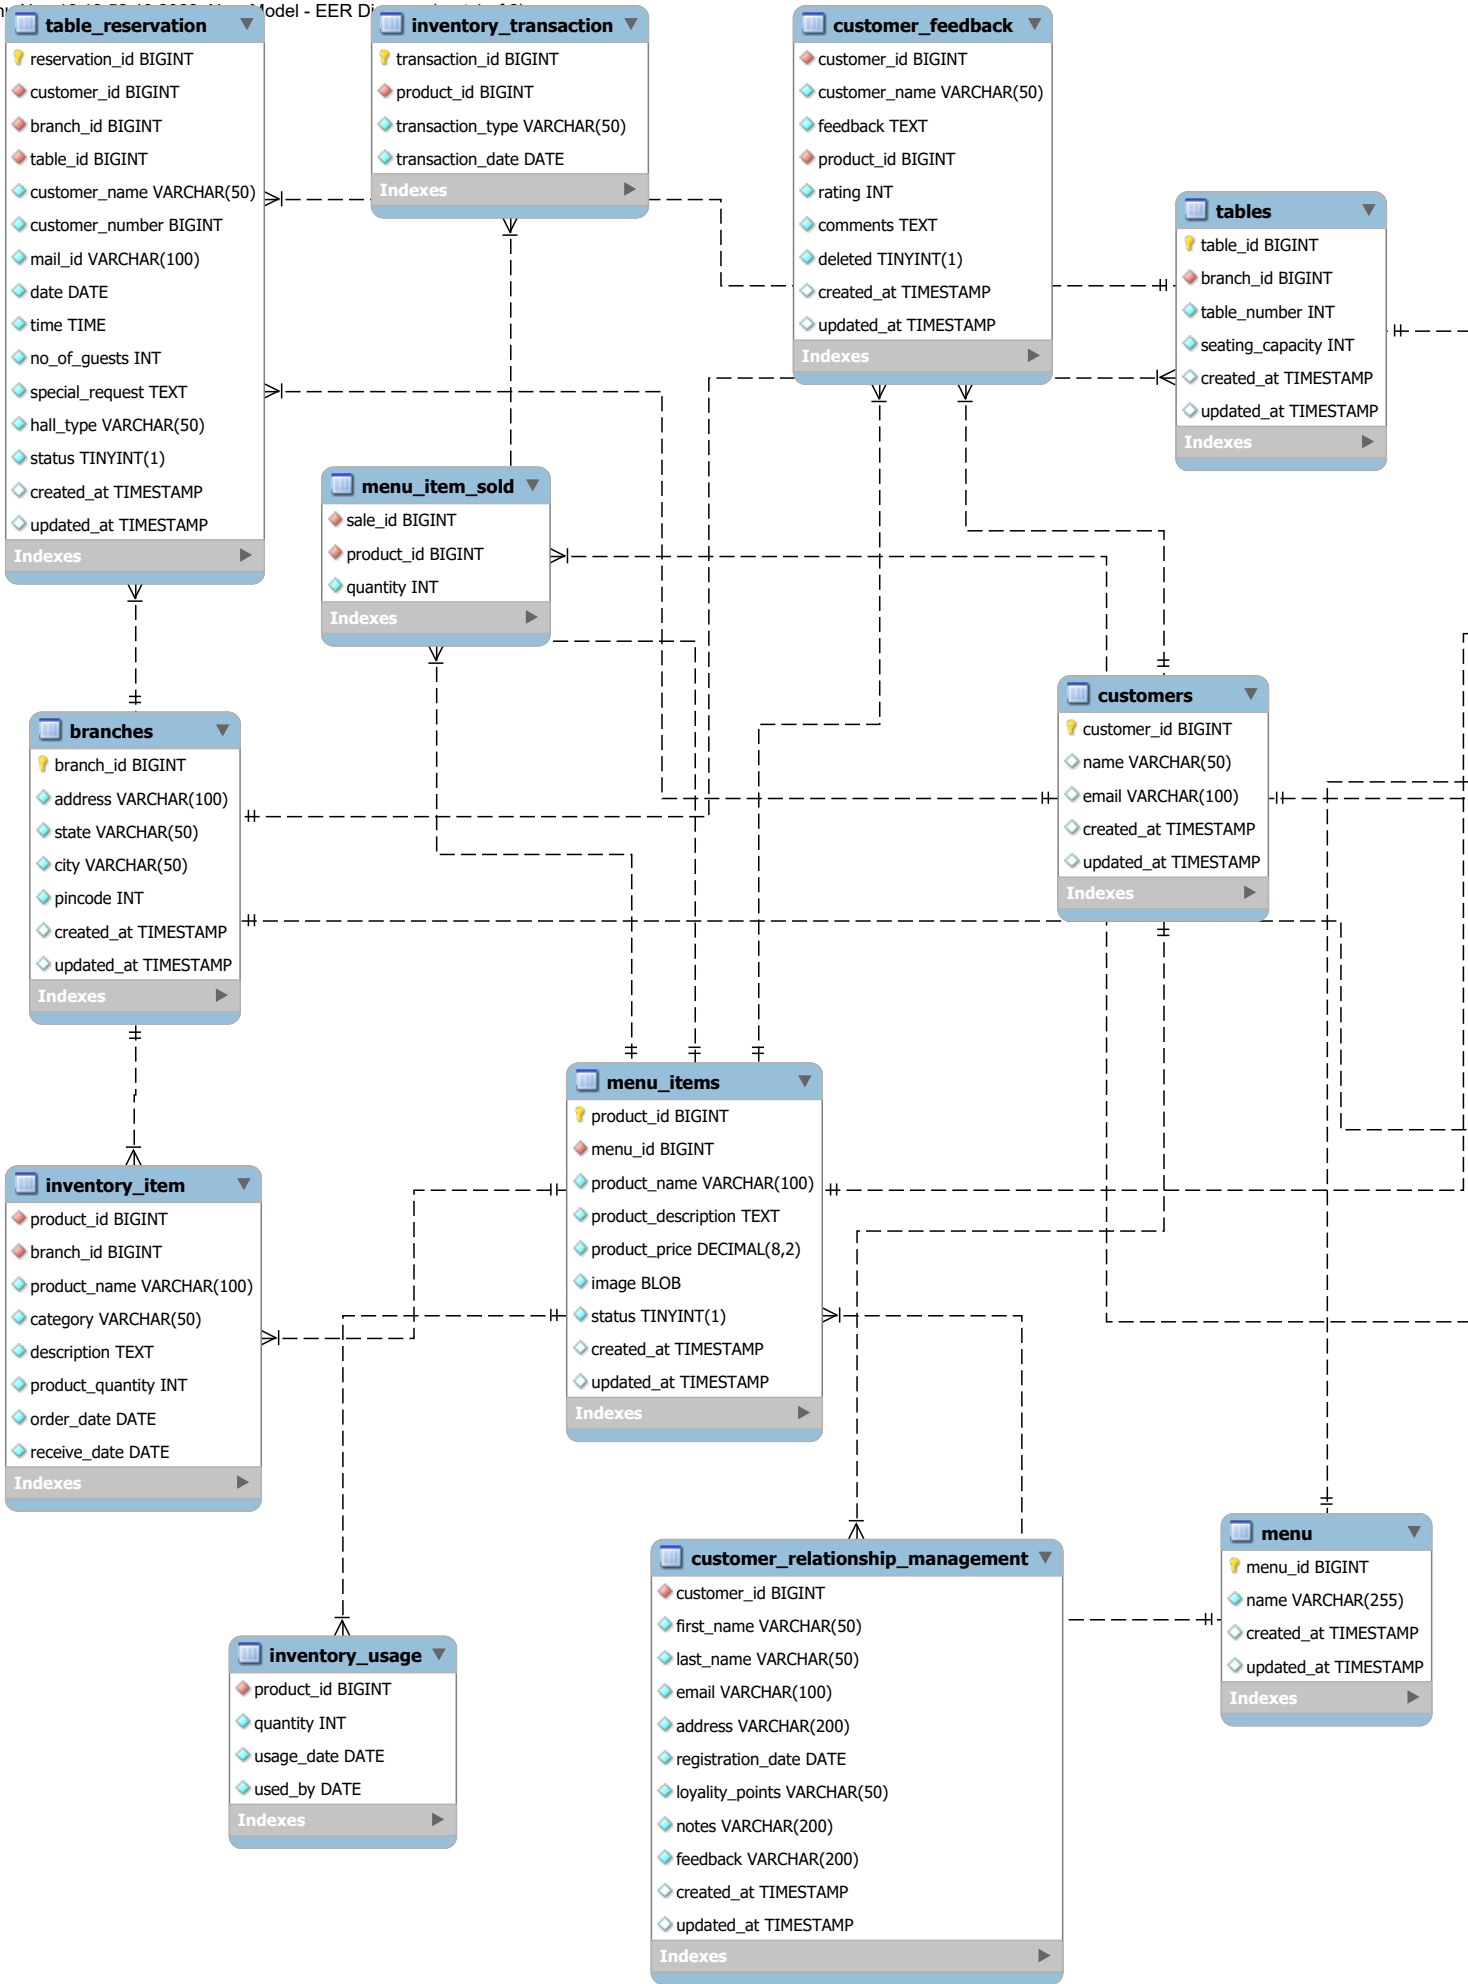 Model - EER
table_reservation
reservation_id BIGINT
customer_id BIGINT
branch_id BIGINT
table_id BIGINT
customer_name VARCHAR(50)
customer_number BIGINT
mail_id VARCHAR(100)
date DATE
time TIME
no_of_guests INT
special_request TEXT
hall_type VARCHAR(50)
status TINYINT(1)
created_at TIMESTAMP
updated_at TIMESTAMP
Indexes
inventory_transaction
transaction_id BIGINT
product_id BIGINT
transaction_type VARCHAR(50)
transaction_date DATE
Indexes
customer_feedback
customer_id BIGINT
customer_name VARCHAR(50)
feedback TEXT
product_id BIGINT
rating INT
comments TEXT
deleted TINYINT(1)
created_at TIMESTAMP
updated_at TIMESTAMP
Indexes
tables
table_id BIGINT
branch_id BIGINT
table_number INT
seating_capacity INT
created_at TIMESTAMP
updated_at TIMESTAMP
Indexes
menu_item_sold
sale_id BIGINT
product_id BIGINT
quantity INT
Indexes
branches
branch_id BIGINT
address VARCHAR(100)
state VARCHAR(50)
city VARCHAR(50)
pincode INT
created_at TIMESTAMP
updated_at TIMESTAMP
Indexes
customers
customer_id BIGINT
name VARCHAR(50)
email VARCHAR(100)
created_at TIMESTAMP
updated_at TIMESTAMP
Indexes
menu_items
product_id BIGINT
menu_id BIGINT
product_name VARCHAR(100)
product_description TEXT
product_price DECIMAL(8,2)
image BLOB
status TINYINT(1)
created_at TIMESTAMP
updated_at TIMESTAMP
Indexes
inventory_item
product_id BIGINT
branch_id BIGINT
product_name VARCHAR(100)
category VARCHAR(50)
description TEXT
product_quantity INT
order_date DATE
receive_date DATE
Indexes
inventory_usage
product_id BIGINT
quantity INT
usage_date DATE
used_by DATE
Indexes
customer_relationship_management
customer_id BIGINT
first_name VARCHAR(50)
last_name VARCHAR(50)
email VARCHAR(100)
address VARCHAR(200)
registration_date DATE
loyality_points VARCHAR(50)
notes VARCHAR(200)
feedback VARCHAR(200)
created_at TIMESTAMP
updated_at TIMESTAMP
Indexes
menu
menu_id BIGINT
name VARCHAR(255)
created_at TIMESTAMP
updated_at TIMESTAMP
Indexes